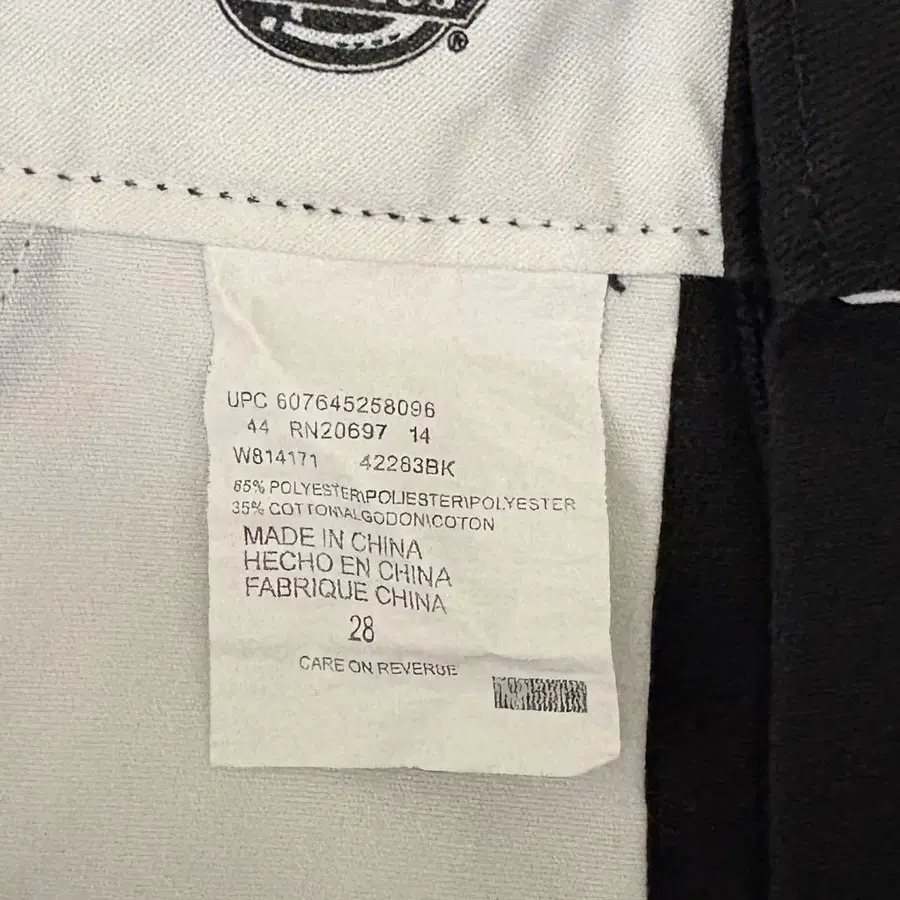 ®
UPC 607645258096
44 RN20697 14
W814171 42283BK
65% POLYESTER\POLIESTER\POLYESTER
35% COTTON\ALGODON\COTON
MADE IN CHINA
HECHO EN CHINA
FABRIQUE CHINA
28
CARE ON REVERSE